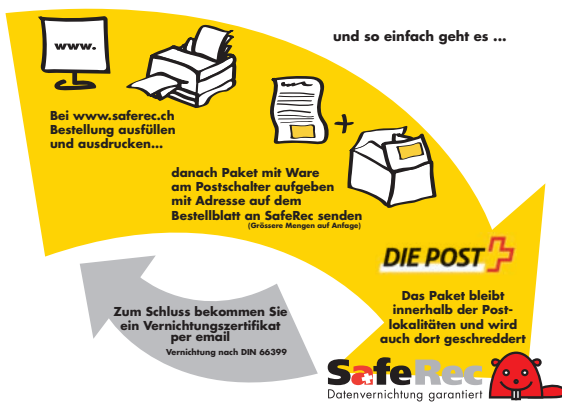 und so einfach geht es ...
www.
Bei www.saferec.ch
Bestellung ausfüllen
und ausdrucken...
+
danach Paket mit Ware
am Postschalter aufgeben
mit Adresse auf dem
Bestellblatt an SafeRec senden
(Grössere Mengen auf Anfage)
DIE POST
Das Paket bleibt
innerhalb der Post-
lokalitäten und wird
auch dort geschreddert
Zum Schluss bekommen Sie
ein Vernichtungszertifikat
per email
Vernichtung nach DIN 66399
SafeRec
Datenvernichtung garantiert